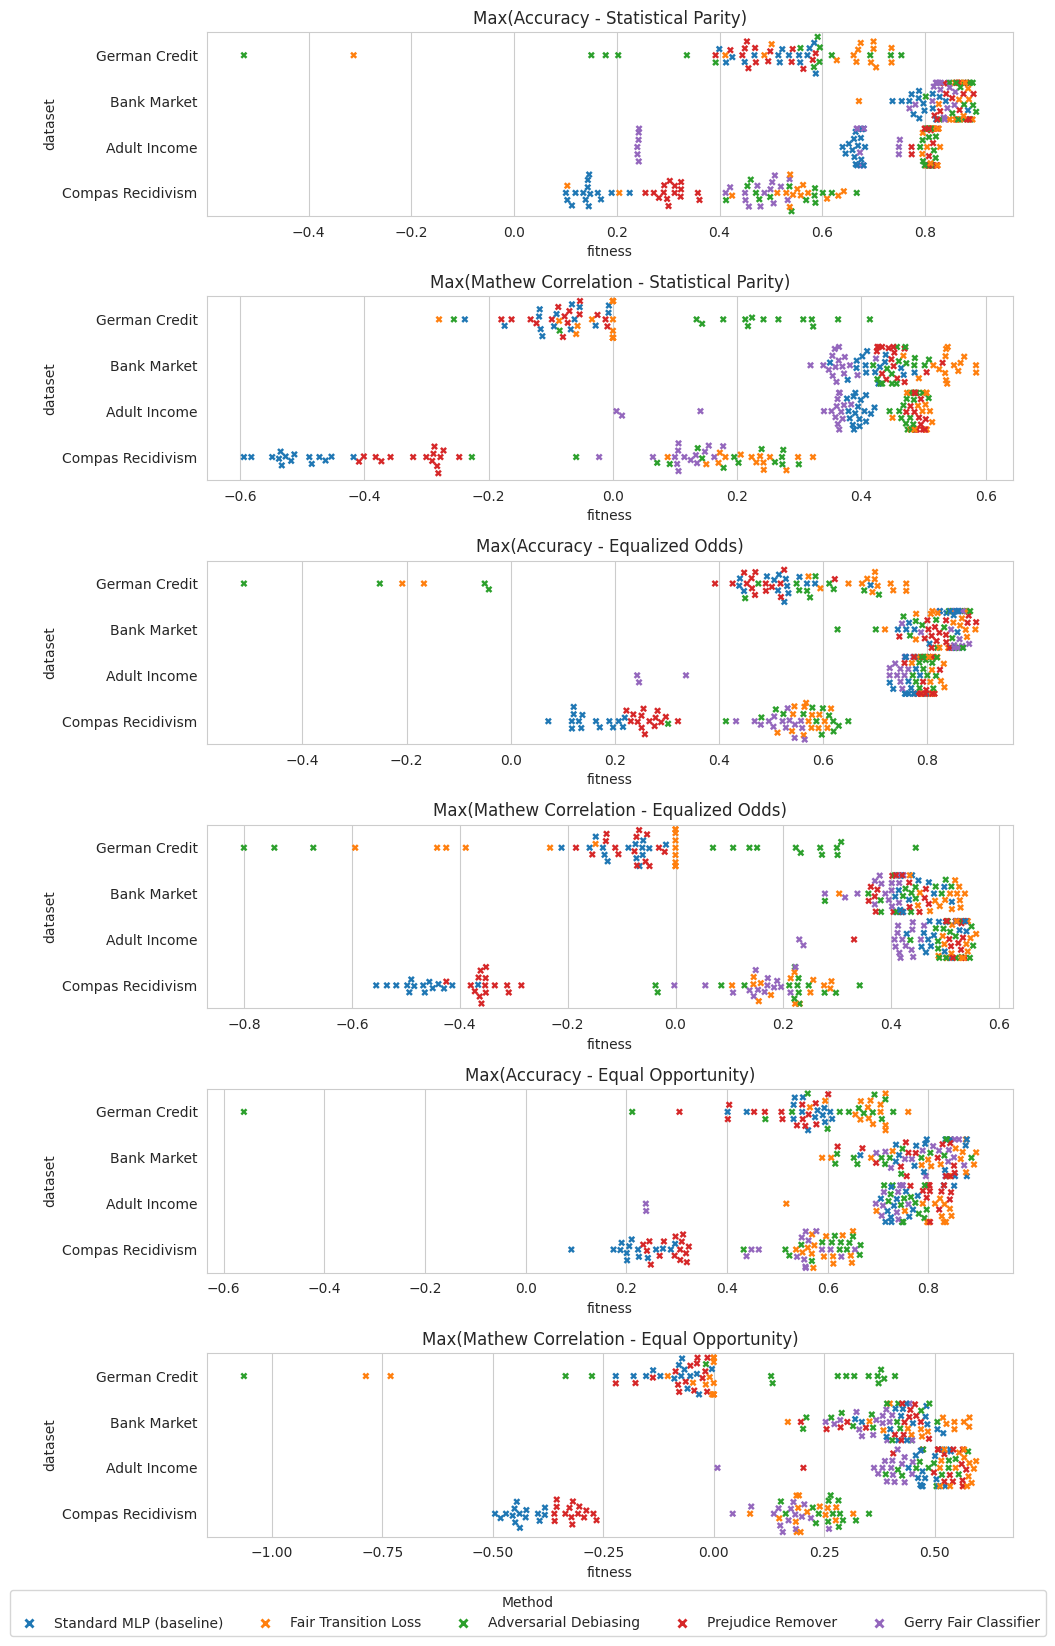 Max(Accuracy - Statistical Parity)
German Credit
Bank Market
Adult Income
Compas Recidivism
dataset
−0.4 −0.2 0.0 0.2 0.4 0.6 0.8
fitness
Max(Mathew Correlation - Statistical Parity)
German Credit
Bank Market
Adult Income
Compas Recidivism
dataset
−0.6 −0.4 −0.2 0.0 0.2 0.4 0.6
fitness
Max(Accuracy - Equalized Odds)
German Credit
Bank Market
Adult Income
Compas Recidivism
dataset
−0.4 −0.2 0.0 0.2 0.4 0.6 0.8
fitness
Max(Mathew Correlation - Equalized Odds)
German Credit
Bank Market
Adult Income
Compas Recidivism
dataset
−0.8 −0.6 −0.4 −0.2 0.0 0.2 0.4 0.6
fitness
Max(Accuracy - Equal Opportunity)
German Credit
Bank Market
Adult Income
Compas Recidivism
dataset
−0.6 −0.4 −0.2 0.0 0.2 0.4 0.6 0.8
fitness
Max(Mathew Correlation - Equal Opportunity)
German Credit
Bank Market
Adult Income
Compas Recidivism
dataset
−1.00 −0.75 −0.50 −0.25 0.00 0.25 0.50
fitness
Method
Standard MLP (baseline) Fair Transition Loss Adversarial Debiasing Prejudice Remover Gerry Fair Classifier